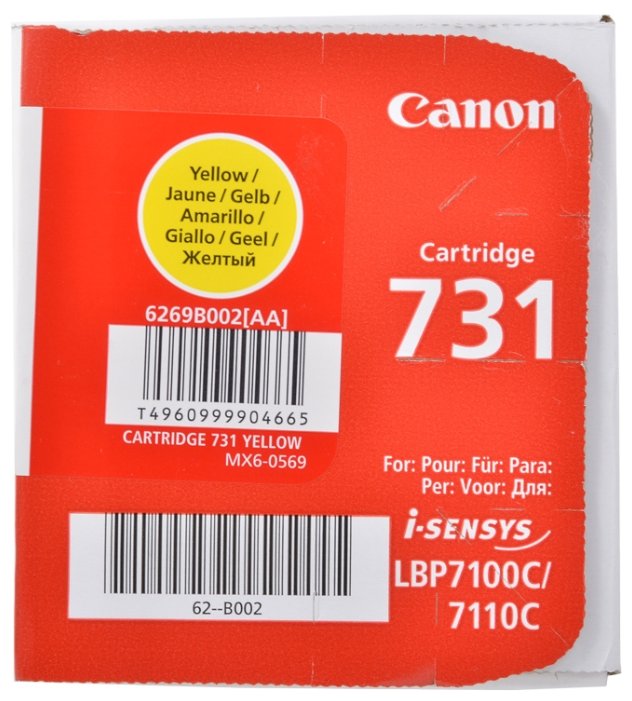 Canon
Yellow /
Jaune / Gelb /
Amarillo /
Giallo / Geel /
Желтый
Cartridge
731
6269B002[AA]
T4960999904665
CARTRIDGE 731 YELLOW
MX6-0569
For: Pour: Für: Para:
Per: Voor: Для:
i-SENSYS
LBP7100C/
7110C
62--B002